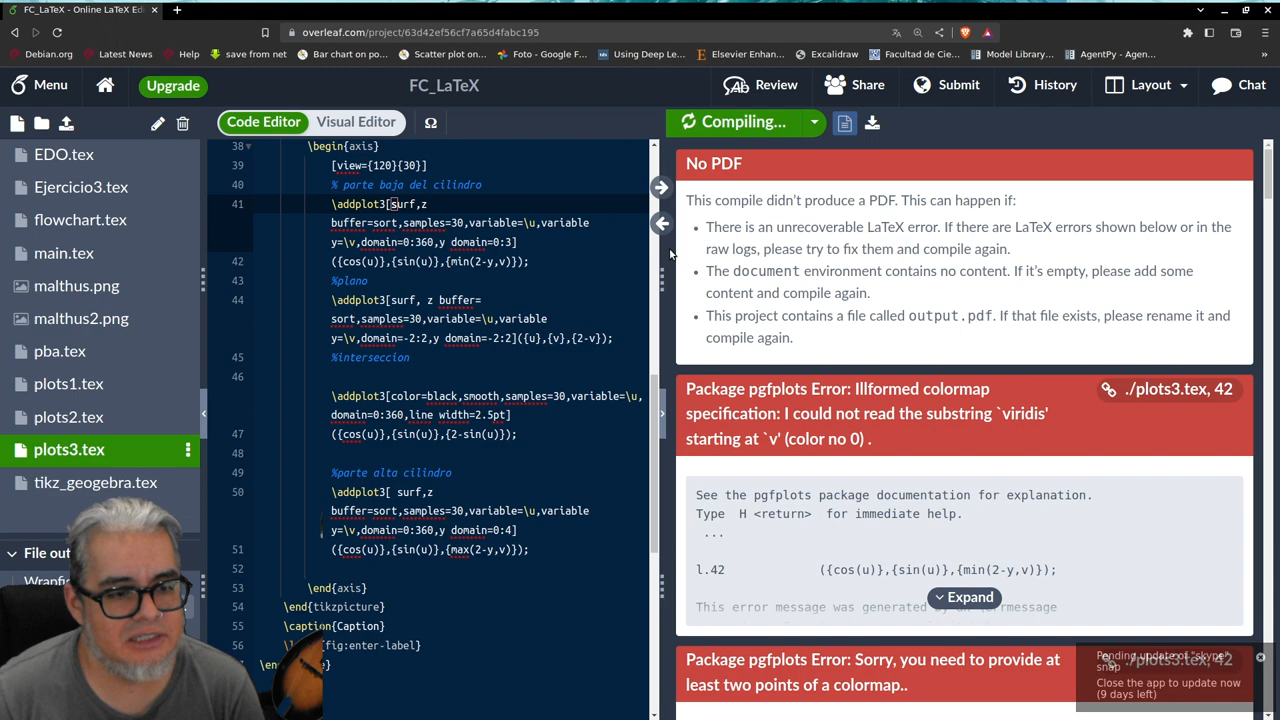 FC_LaTeX - Online LaTeX Ed
overleaf.com/project/63d42ef56cf7a65d4fabc195
Debian.org
Latest News
Help
save from net
Bar chart on po...
Scatter plot on...
Foto - Google F...
Using Deep Le...
Elsevier Enhan...
Excalidraw
Facultad de Cie...
Model Library...
AgentPy - Agen...
Menu
Upgrade
FC_LaTeX
Review
Share
Submit
History
Layout
Chat
Code Editor
Visual Editor
Ω
Compiling...
EDO.tex
Ejercicio3.tex
flowchart.tex
main.tex
malthus.png
malthus2.png
pba.tex
plots1.tex
plots2.tex
plots3.tex
tikz_geogebra.tex
File out
38 \begin{axis}
39 [view={120}{30}]
40 % parte baja del cilindro
41 \addplot3[surf,z
buffer=sort,samples=30,variable=\u,variable
y=\v,domain=0:360,y domain=0:3]
42 ({cos(u)},{sin(u)},{min(2-y,v)});
43 %plano
44 \addplot3[surf, z buffer=
sort,samples=30,variable=\u,variable
y=\v,domain=-2:2,y domain=-2:2]({u},{v},{2-v});
45 %interseccion
46
\addplot3[color=black,smooth,samples=30,variable=\u,
domain=0:360,line width=2.5pt]
47 ({cos(u)},{sin(u)},{2-sin(u)});
48
49 %parte alta cilindro
50 \addplot3[ surf,z
buffer=sort,samples=30,variable=\u,variable
y=\v,domain=0:360,y domain=0:4]
51 ({cos(u)},{sin(u)},{max(2-y,v)});
52
53 \end{axis}
54 \end{tikzpicture}
55 \caption{Caption}
56 {fig:enter-label}
No PDF
This compile didn't produce a PDF. This can happen if:
• There is an unrecoverable LaTeX error. If there are LaTeX errors shown below or in the
raw logs, please try to fix them and compile again.
• The document environment contains no content. If it's empty, please add some
content and compile again.
• This project contains a file called output.pdf. If that file exists, please rename it and
compile again.
Package pgfplots Error: Illformed colormap
specification: I could not read the substring `viridis'
starting at `v' (color no 0) .
./plots3.tex, 42
See the pgfplots package documentation for explanation.
Type H <return> for immediate help.
...
l.42 ({cos(u)},{sin(u)},{min(2-y,v)});
Expand
This error message was generated by an \errmessage
Package pgfplots Error: Sorry, you need to provide at
least two points of a colormap..
./plots3.tex, 42
Pending update of "skype"
snap
Close the app to update now
(9 days left)